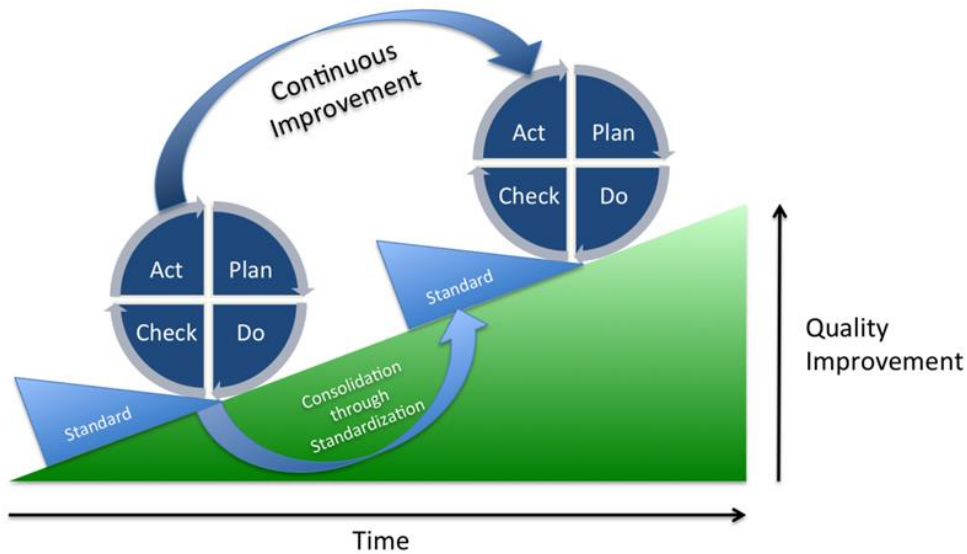 Continuous
Improvement
Act
Plan
Check
Do
Act
Plan
Check
Do
Standard
Standard
Consolidation
through
Standardization
Quality
Improvement
Time